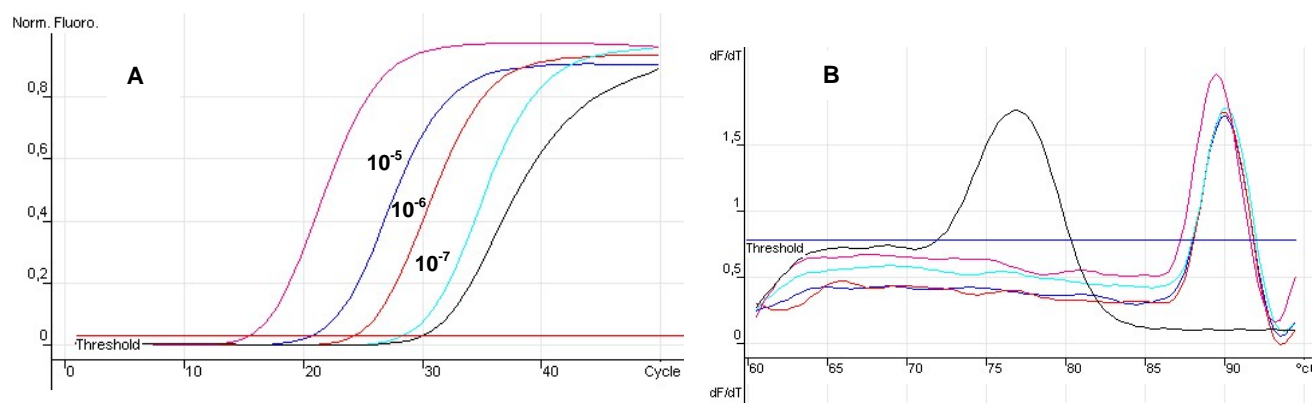 Norm. Fluoro.
A
0,8
0,6
0,4
0,2
0
10⁻⁵
10⁻⁶
10⁻⁷
Threshold
0 10 20 30 40 Cycle
dF/dT
B
1,5
1
Threshold
0,5
0
60 65 70 75 80 85 90 °c
dF/dT